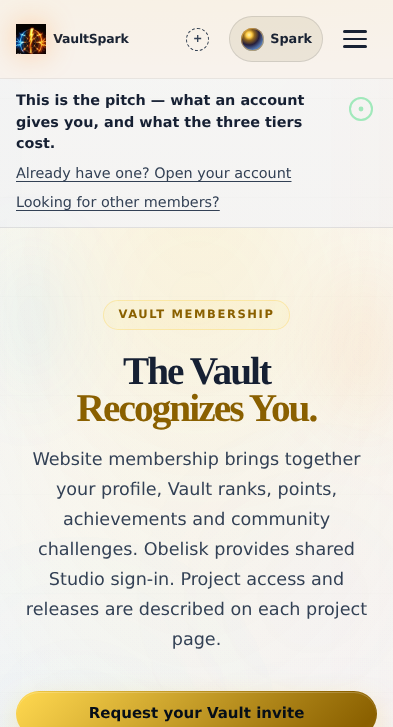 VaultSpark
+
Spark
This is the pitch — what an account
gives you, and what the three tiers
cost.
Already have one? Open your account
Looking for other members?
VAULT MEMBERSHIP
The Vault
Recognizes You.
Website membership brings together
your profile, Vault ranks, points,
achievements and community
challenges. Obelisk provides shared
Studio sign-in. Project access and
releases are described on each project
page.
Request your Vault invite